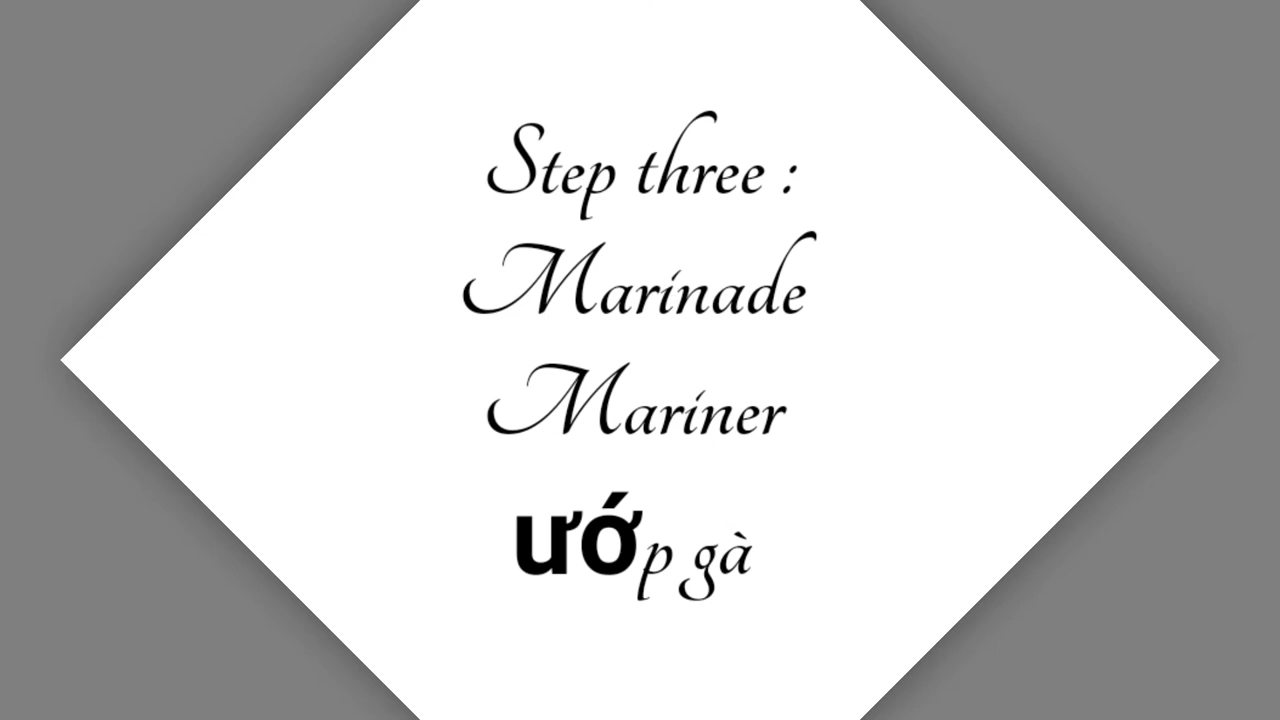 Step three :
Marinade
Mariner
ướp gà